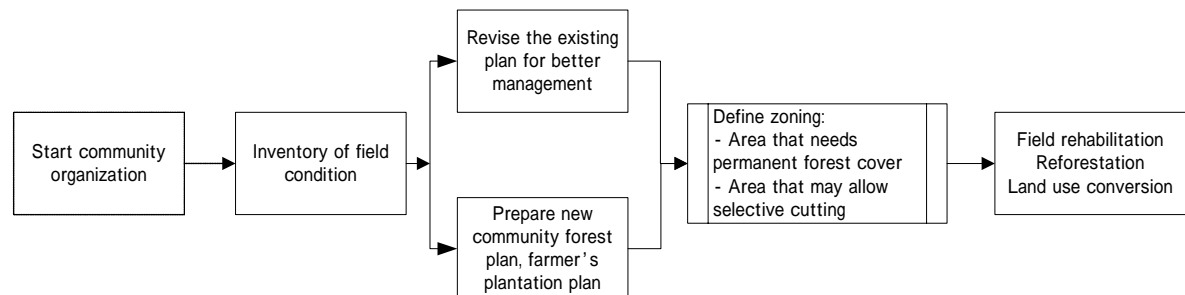 Start community
organization
Inventory of field
condition
Revise the existing
plan for better
management
Prepare new
community forest
plan, farmer's
plantation plan
Define zoning:
- Area that needs
permanent forest cover
- Area that may allow
selective cutting
Field rehabilitation
Reforestation
Land use conversion